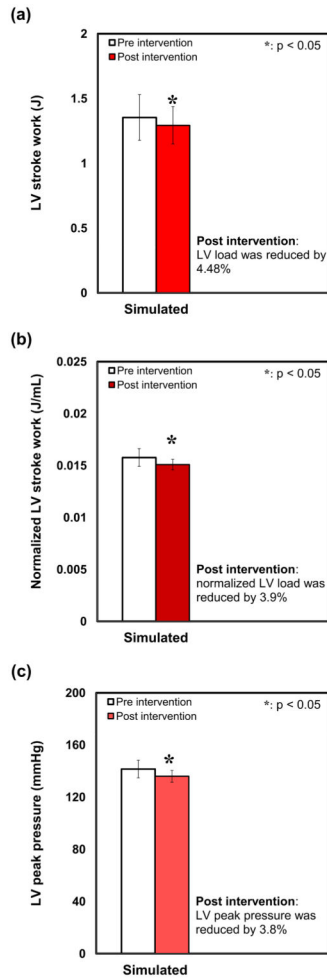 (a)
LV stroke work (J)
2
1.5
1
0.5
0
Pre intervention
Post intervention
*: p < 0.05
*
Post intervention:
LV load was reduced by
4.48%
Simulated
(b)
Normalized LV stroke work (J/mL)
0.025
0.02
0.015
0.01
0.005
0
Pre intervention
Post intervention
*: p < 0.05
*
Post intervention:
normalized LV load was
reduced by 3.9%
Simulated
(c)
LV peak pressure (mmHg)
200
160
120
80
40
0
Pre intervention
Post intervention
*: p < 0.05
*
Post intervention:
LV peak pressure was
reduced by 3.8%
Simulated